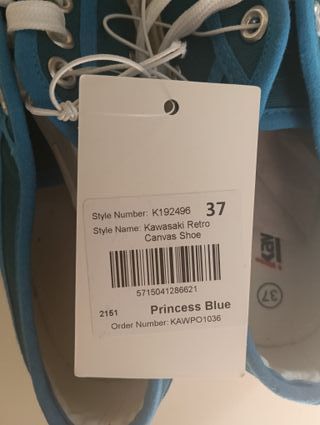 Style Number: K192496 37
Style Name: Kawasaki Retro
Canvas Shoe
5715041286621
2151 Princess Blue
Order Number: KAWPO1036
37